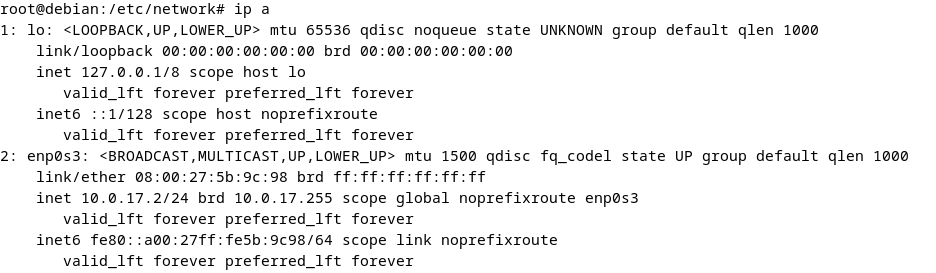 root@debian:/etc/network# ip a
1: lo: <LOOPBACK,UP,LOWER_UP> mtu 65536 qdisc noqueue state UNKNOWN group default qlen 1000
    link/loopback 00:00:00:00:00:00 brd 00:00:00:00:00:00
    inet 127.0.0.1/8 scope host lo
       valid_lft forever preferred_lft forever
    inet6 ::1/128 scope host noprefixroute
       valid_lft forever preferred_lft forever
2: enp0s3: <BROADCAST,MULTICAST,UP,LOWER_UP> mtu 1500 qdisc fq_codel state UP group default qlen 1000
    link/ether 08:00:27:5b:9c:98 brd ff:ff:ff:ff:ff:ff
    inet 10.0.17.2/24 brd 10.0.17.255 scope global noprefixroute enp0s3
       valid_lft forever preferred_lft forever
    inet6 fe80::a00:27ff:fe5b:9c98/64 scope link noprefixroute
       valid_lft forever preferred_lft forever